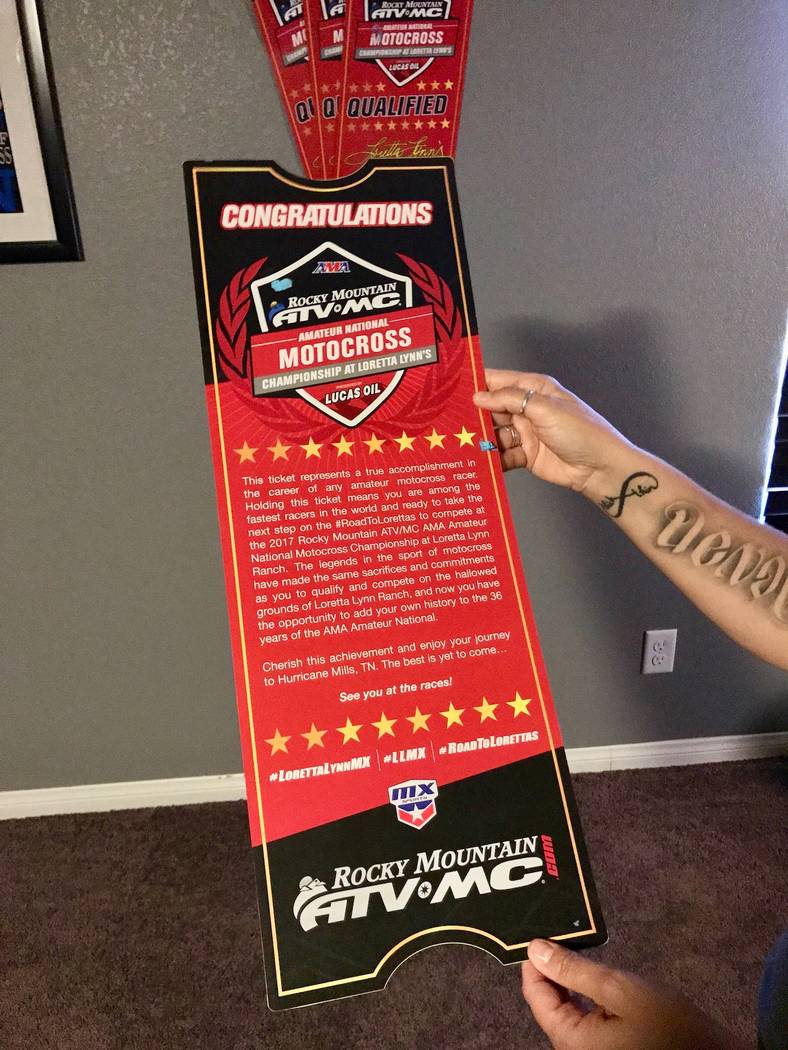 ROCKY MOUNTAIN
ATV MC
AMATEUR NATIONAL
MOTOCROSS
CHAMPIONSHIP AT LORETTA LYNN'S
LUCAS OIL
QUALIFIED
Loretta Lynn's
CONGRATULATIONS
AMA
ROCKY MOUNTAIN
ATV MC
AMATEUR NATIONAL
MOTOCROSS
CHAMPIONSHIP AT LORETTA LYNN'S
PRESENTED BY
LUCAS OIL
This ticket represents a true accomplishment in
the career of any amateur motocross racer.
Holding this ticket means you are among the
fastest racers in the world and ready to take the
next step on the #RoadToLorettas to compete at
the 2017 Rocky Mountain ATV/MC AMA Amateur
National Motocross Championship at Loretta Lynn
Ranch. The legends in the sport of motocross
have made the same sacrifices and commitments
as you to qualify and compete on the hallowed
grounds of Loretta Lynn Ranch, and now you have
the opportunity to add your own history to the 36
years of the AMA Amateur National.
Cherish this achievement and enjoy your journey
to Hurricane Mills, TN. The best is yet to come...
See you at the races!
#LORETTALYNNMX | #LLMX | #ROADTOLORETTAS
MX
SPORTS
ROCKY MOUNTAIN
ATV MC .COM